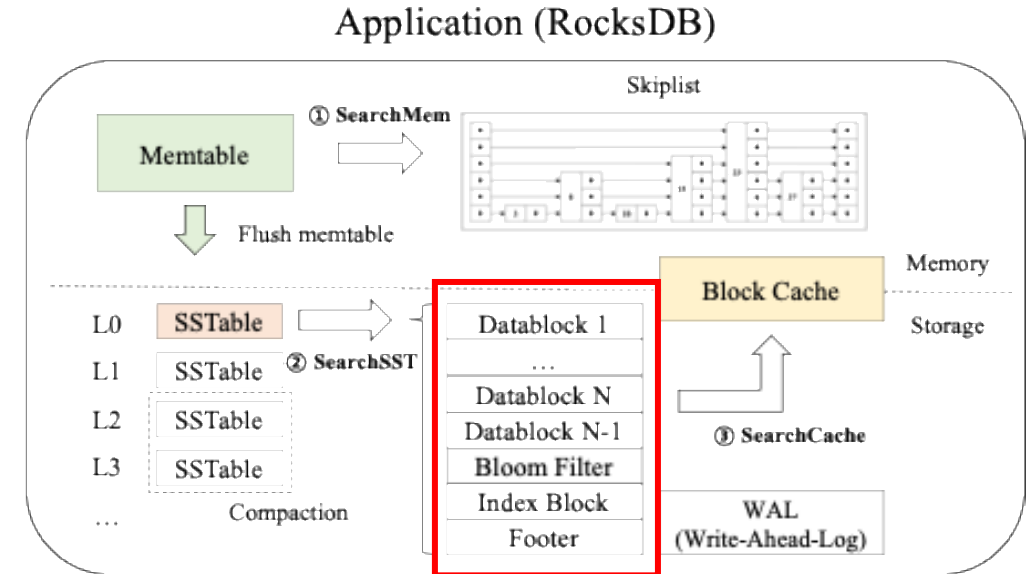 Application (RocksDB)
Skiplist
① SearchMem
Memtable
Flush memtable
Memory
Block Cache
Storage
L0
SSTable
Datablock 1
② SearchSST
L1
SSTable
...
Datablock N
L2
SSTable
Datablock N-1
③ SearchCache
L3
SSTable
Bloom Filter
Index Block
...
Compaction
Footer
WAL
(Write-Ahead-Log)